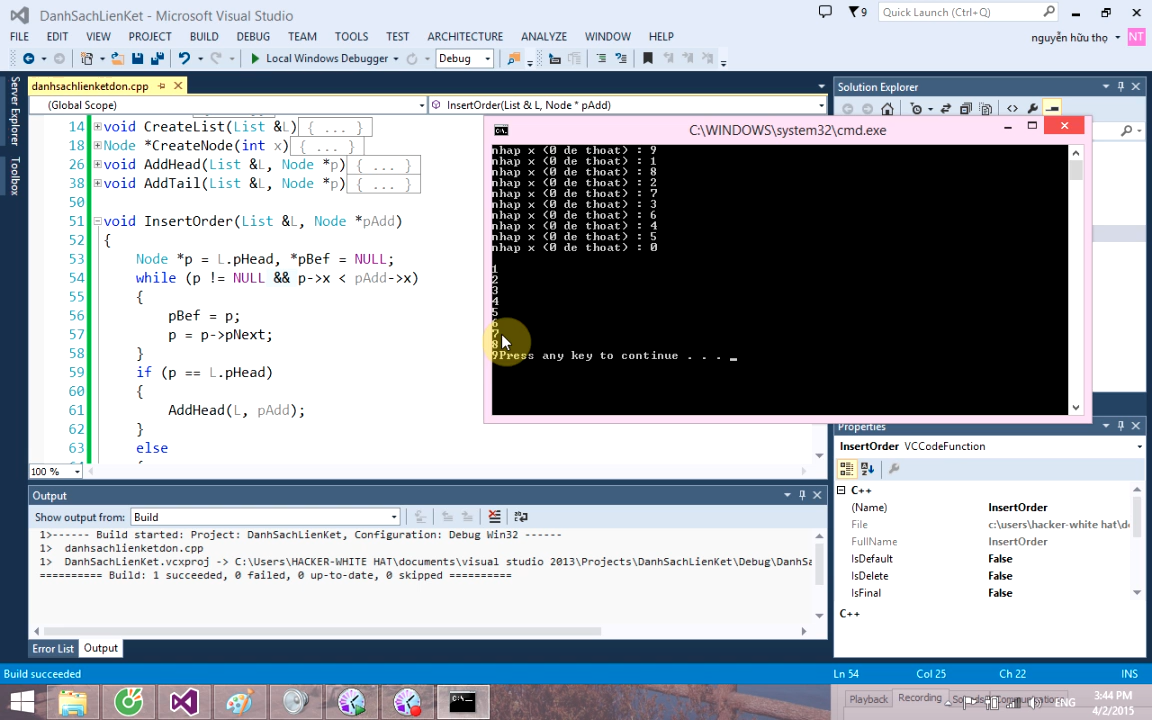 DanhSachLienKet - Microsoft Visual Studio
9
Quick Launch (Ctrl+Q)
FILE EDIT VIEW PROJECT BUILD DEBUG TEAM TOOLS TEST ARCHITECTURE ANALYZE WINDOW HELP
nguyễn hữu thọ NT
Local Windows Debugger Debug
Server Explorer
Toolbox
danhsachlienketdon.cpp
(Global Scope)
InsertOrder(List & L, Node * pAdd)
14 void CreateList(List &L) { ... }
18 Node *CreateNode(int x) { ... }
26 void AddHead(List &L, Node *p) { ... }
38 void AddTail(List &L, Node *p) { ... }
50
51 void InsertOrder(List &L, Node *pAdd)
52 {
53 Node *p = L.pHead, *pBef = NULL;
54 while (p != NULL && p->x < pAdd->x)
55 {
56 pBef = p;
57 p = p->pNext;
58 }
59 if (p == L.pHead)
60 {
61 AddHead(L, pAdd);
62 }
63 else
100 %
C:\WINDOWS\system32\cmd.exe
nhap x (0 de thoat) : 9
nhap x (0 de thoat) : 1
nhap x (0 de thoat) : 8
nhap x (0 de thoat) : 2
nhap x (0 de thoat) : 7
nhap x (0 de thoat) : 3
nhap x (0 de thoat) : 6
nhap x (0 de thoat) : 4
nhap x (0 de thoat) : 5
nhap x (0 de thoat) : 0
1
2
3
4
5
6
7
8
9Press any key to continue . . . _
Solution Explorer
Properties
InsertOrder VCCodeFunction
C++
(Name) InsertOrder
File c:\users\hacker-white hat\d
FullName InsertOrder
IsDefault False
IsDelete False
IsFinal False
C++
Output
Show output from: Build
1>------ Build started: Project: DanhSachLienKet, Configuration: Debug Win32 ------
1> danhsachlienketdon.cpp
1> DanhSachLienKet.vcxproj -> C:\Users\HACKER-WHITE HAT\documents\visual studio 2013\Projects\DanhSachLienKet\Debug\DanhSa
========== Build: 1 succeeded, 0 failed, 0 up-to-date, 0 skipped ==========
Error List Output
Build succeeded
Ln 54 Col 25 Ch 22 INS
Playback Recording
ENG
3:44 PM
4/2/2015